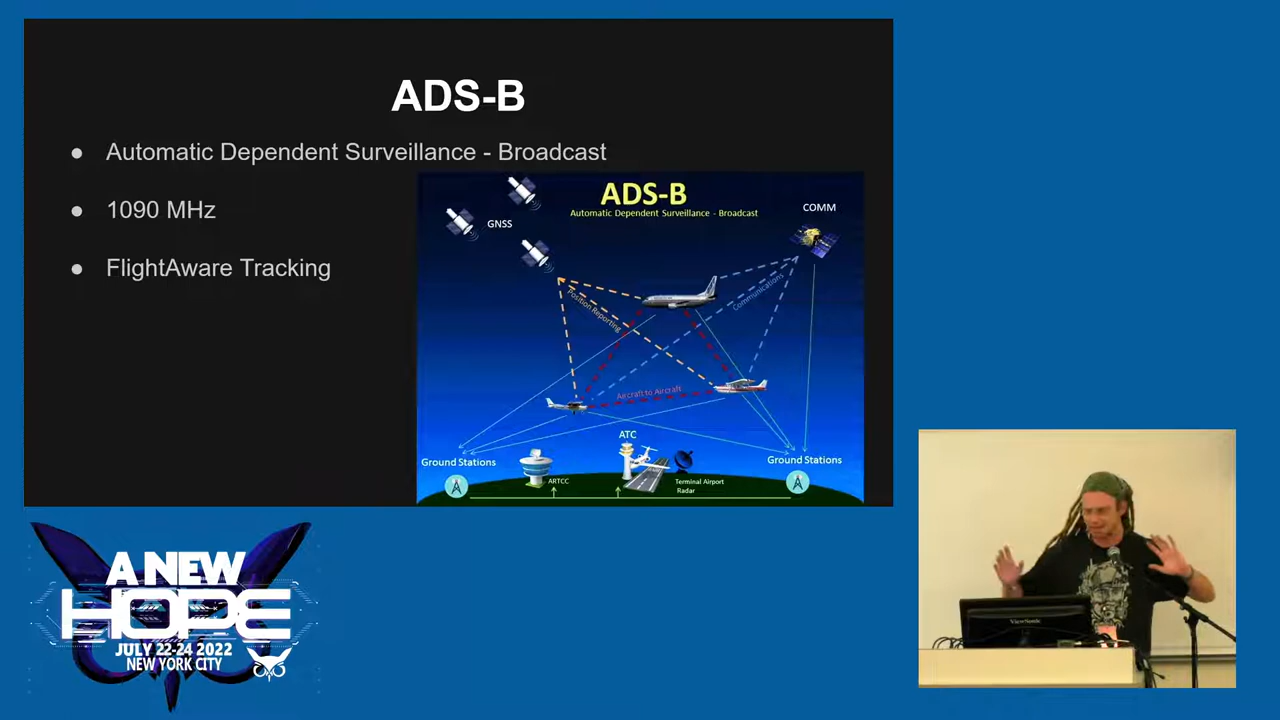 ADS-B
● Automatic Dependent Surveillance - Broadcast
● 1090 MHz
● FlightAware Tracking
ADS-B
Automatic Dependent Surveillance - Broadcast
GNSS
COMM
Position Reporting
Communications
Aircraft to Aircraft
ATC
Ground Stations
Ground Stations
ARTCC
Terminal Airport
Radar
A NEW
HOPE
JULY 22-24 2022
NEW YORK CITY
ViewSonic